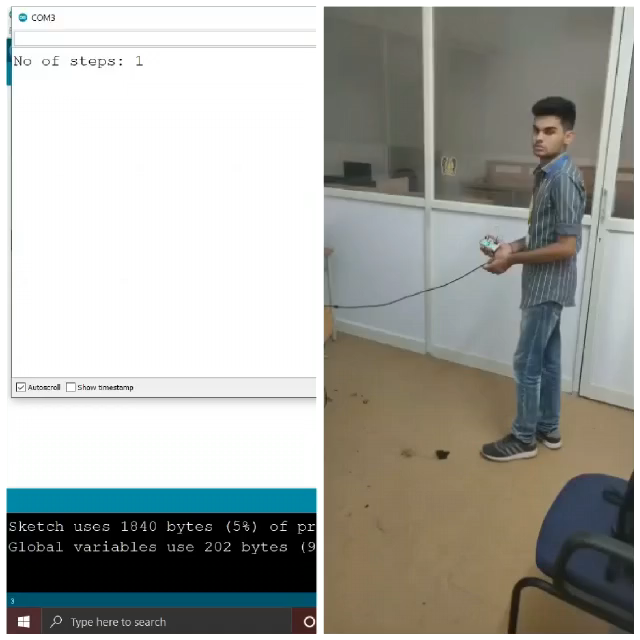 COM3
No of steps: 1
Autoscroll
Show timestamp
Sketch uses 1840 bytes (5%) of pr
Global variables use 202 bytes (9
3
Type here to search